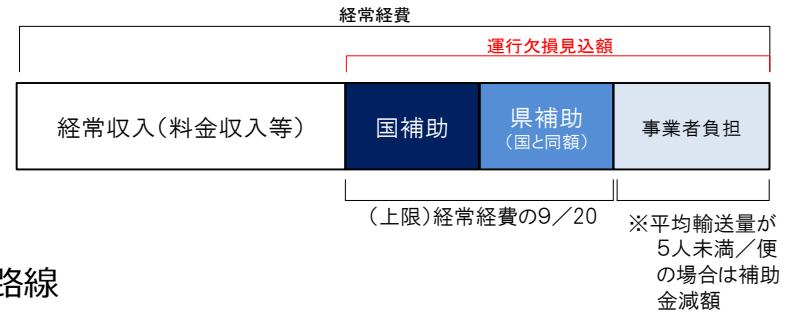 経常経費
運行欠損見込額
経常収入(料金収入等)
国補助
県補助
(国と同額)
事業者負担
(上限)経常経費の9/20
※平均輸送量が
5人未満/便
の場合は補助
金減額
路線